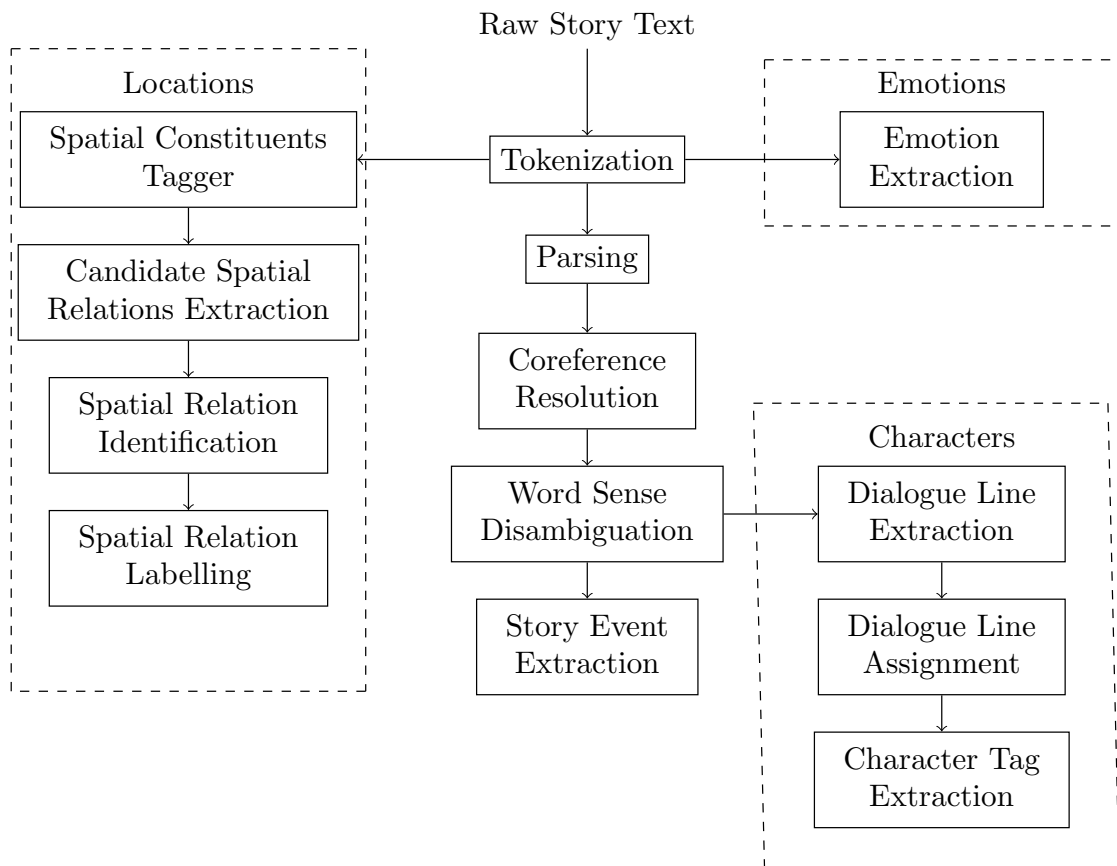 Raw Story Text
Locations
Spatial Constituents
Tagger
Candidate Spatial
Relations Extraction
Spatial Relation
Identification
Spatial Relation
Labelling
Tokenization
Parsing
Coreference
Resolution
Word Sense
Disambiguation
Story Event
Extraction
Emotions
Emotion
Extraction
Characters
Dialogue Line
Extraction
Dialogue Line
Assignment
Character Tag
Extraction